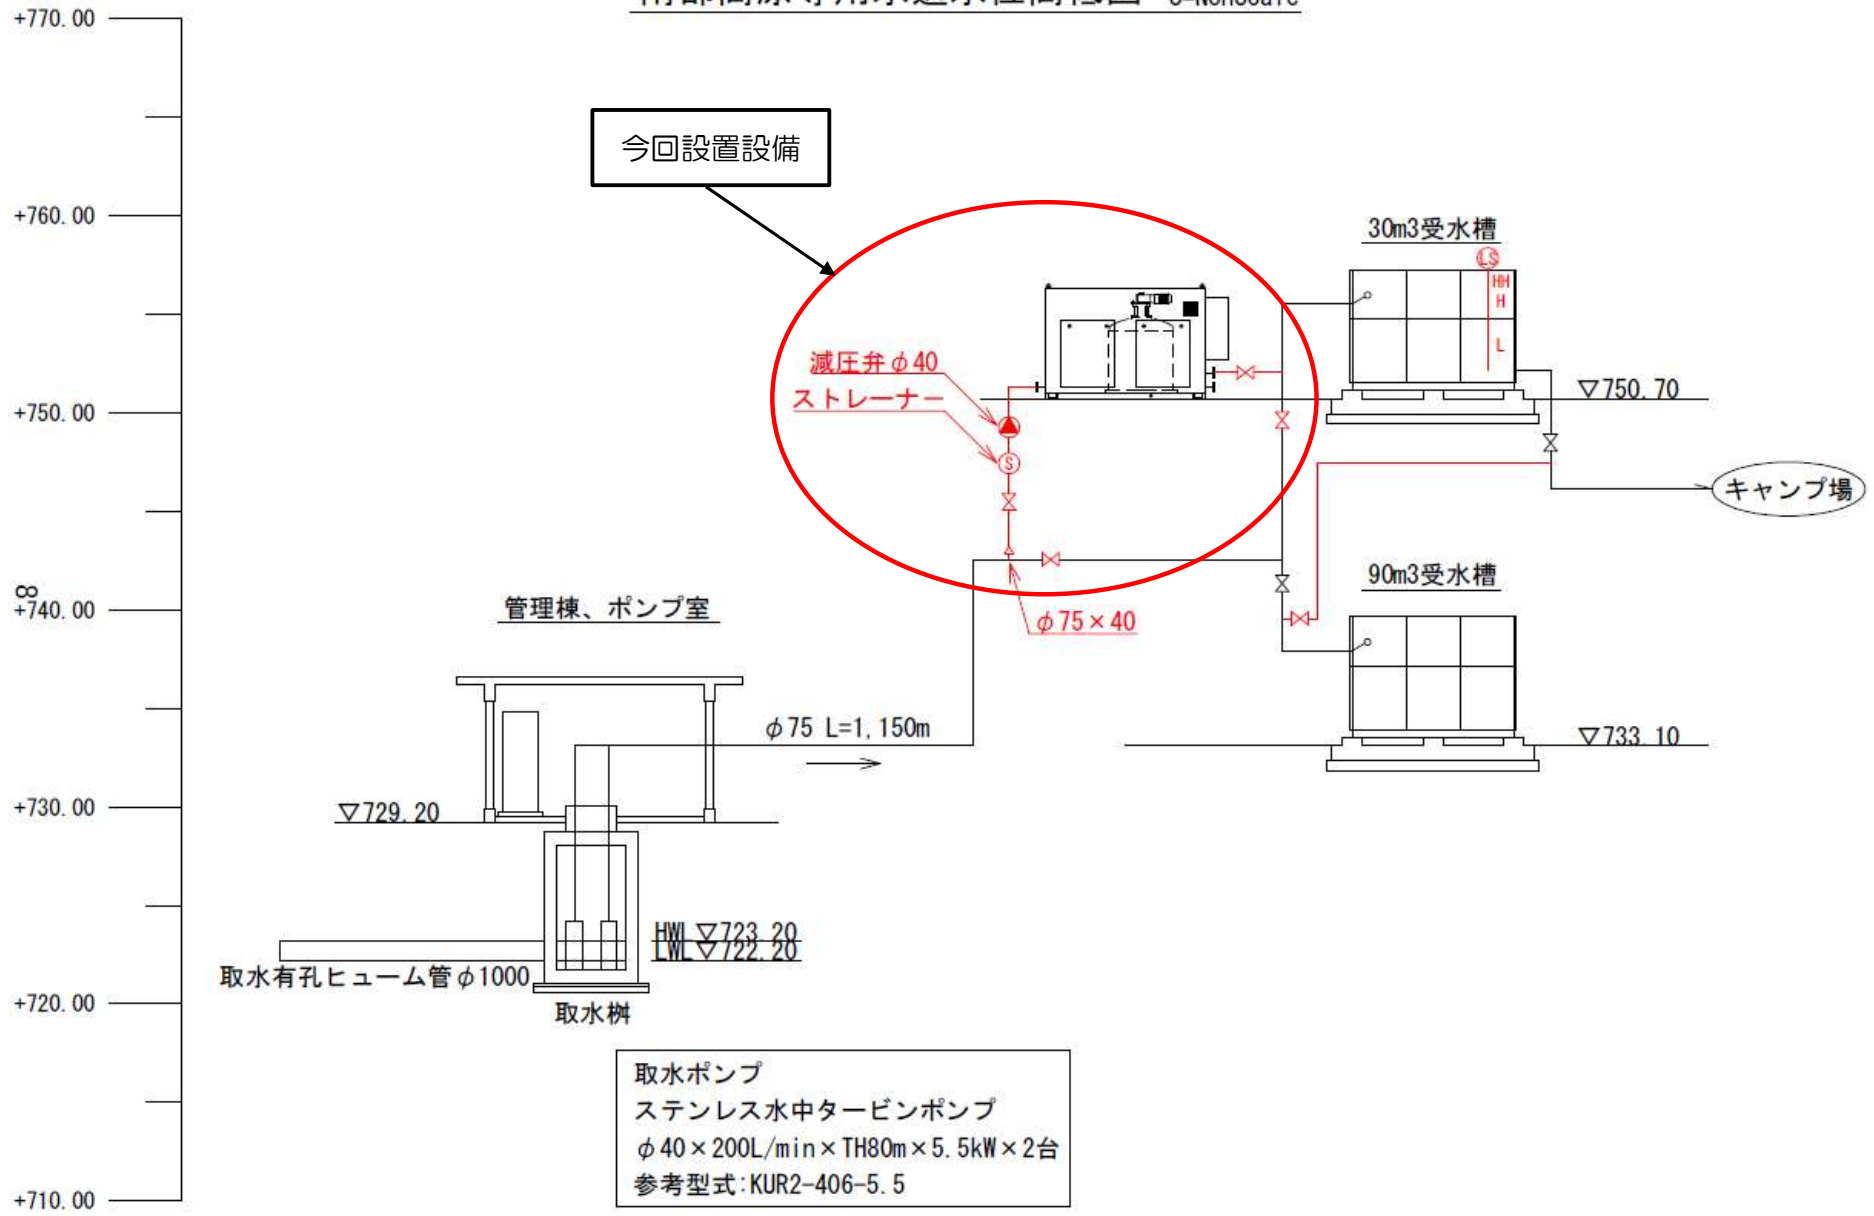 S=NonScale
+770.00
今回設置設備
+760.00
30m3受水槽
LS
HH
H
L
減圧弁φ40
ストレーナー
S
▽750.70
+750.00
キャンプ場
8
+740.00
管理棟、ポンプ室
90m3受水槽
φ75×40
φ75 L=1,150m
▽733.10
+730.00
▽729.20
HWL▽723.20
LWL▽722.20
取水有孔ヒューム管φ1000
+720.00
取水桝
取水ポンプ
ステンレス水中タービンポンプ
φ40×200L/min×TH80m×5.5kW×2台
参考型式:KUR2-406-5.5
+710.00